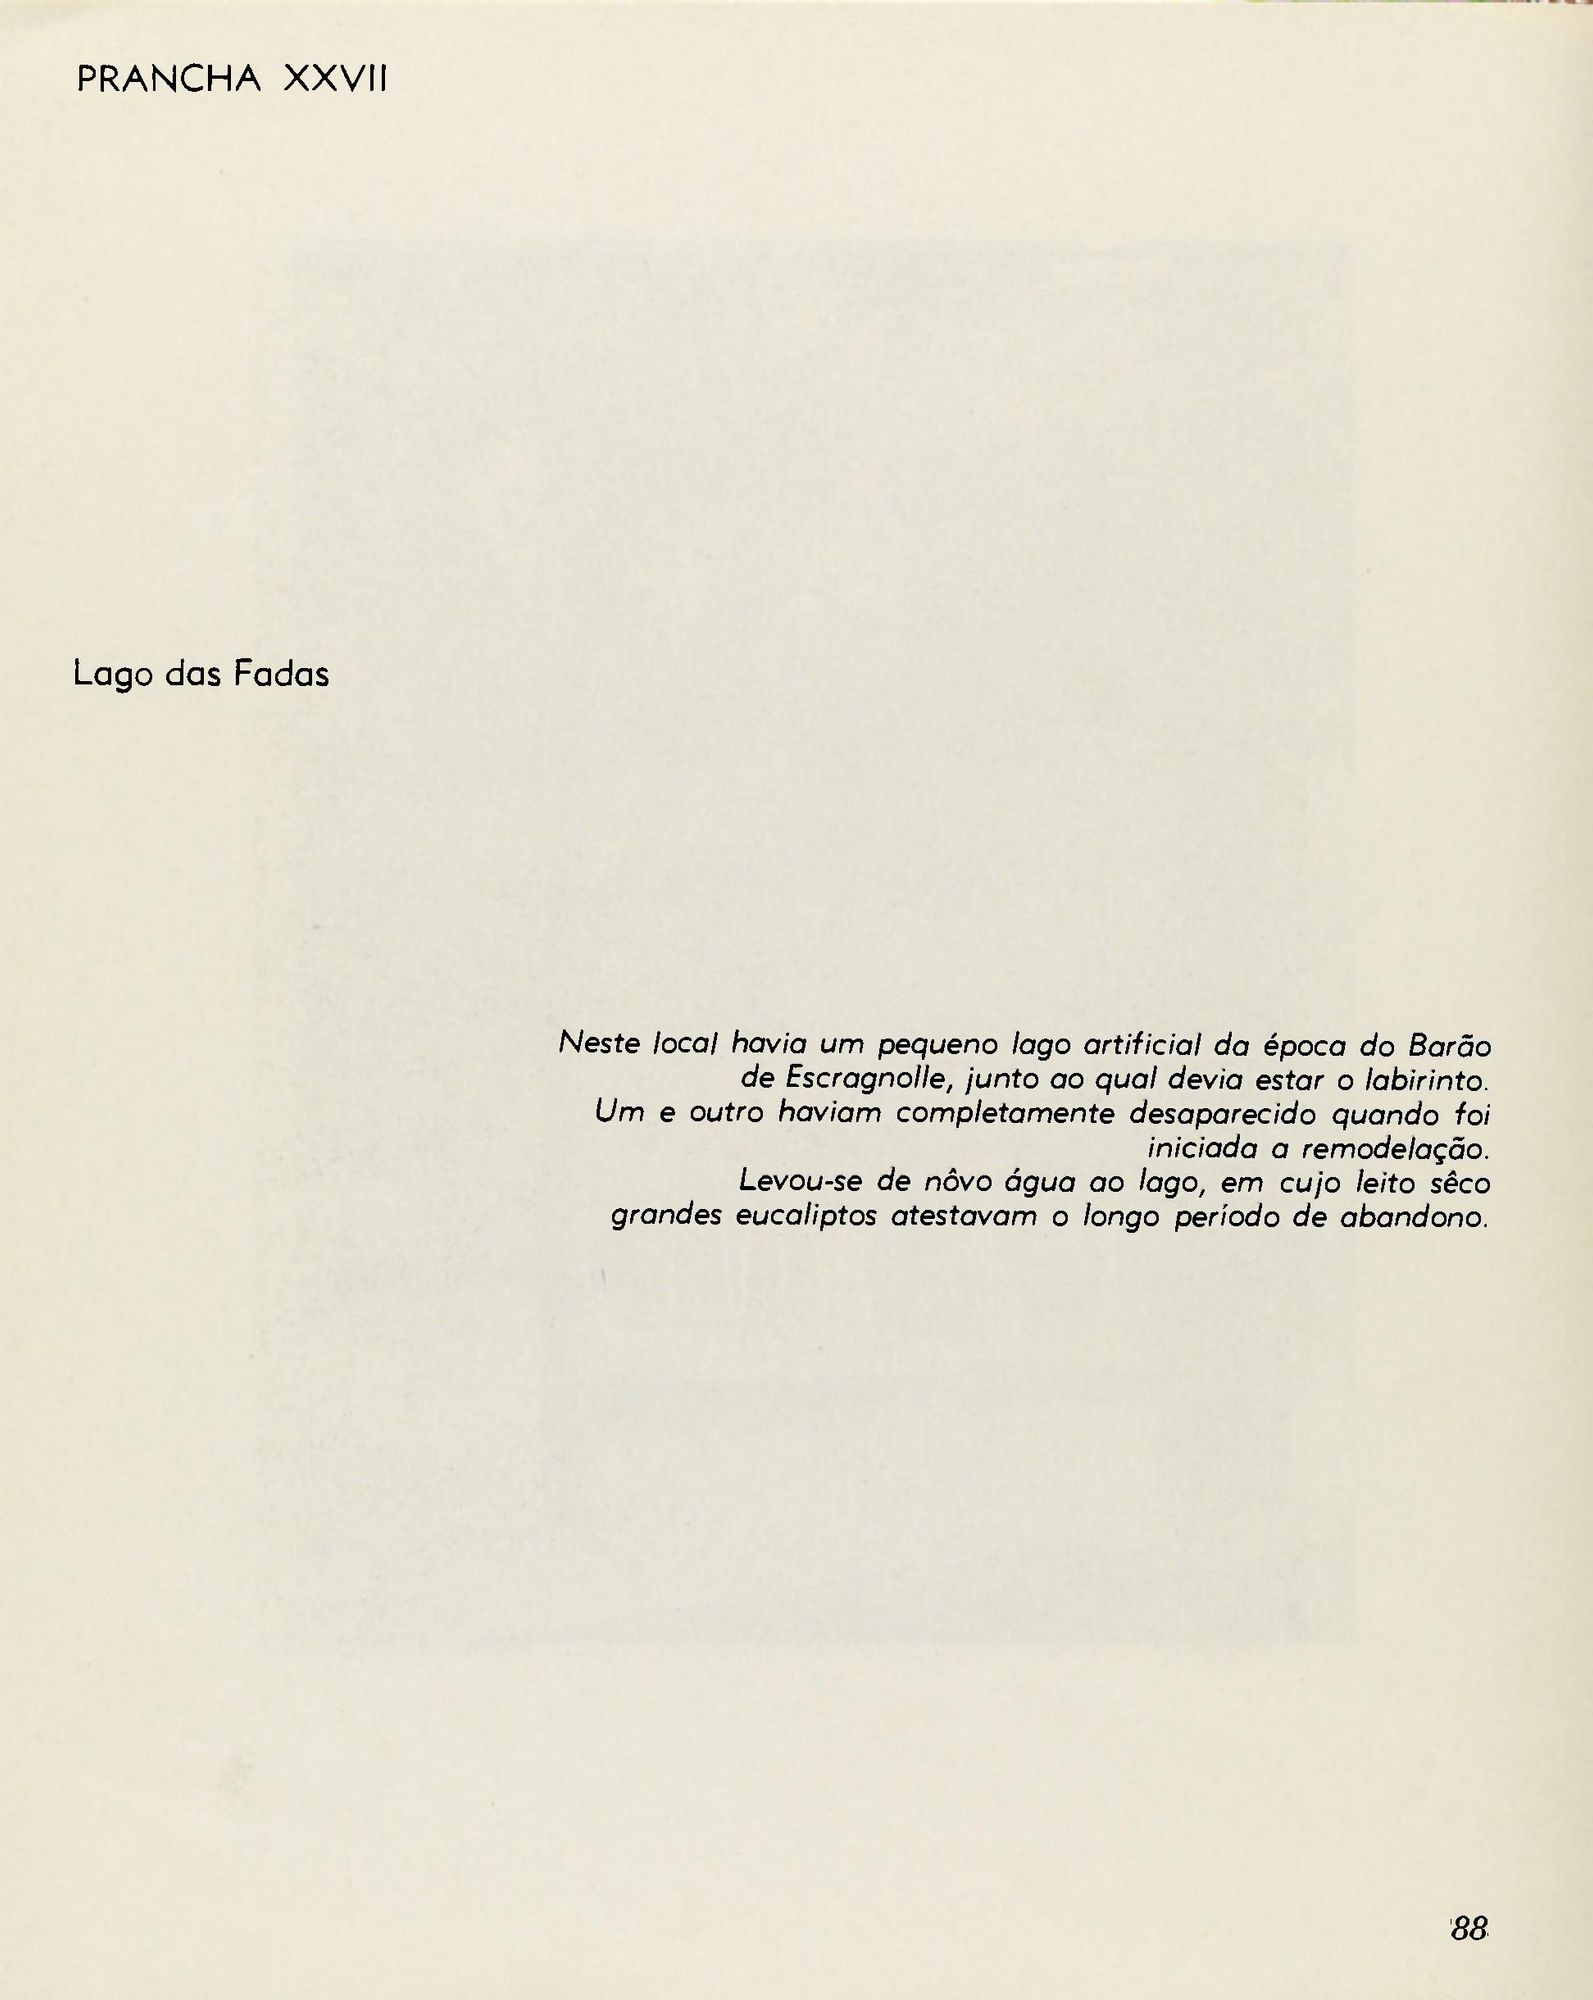 PRANCHA XXVII
Lago das Fadas
Neste local havia um pequeno lago artificial da época do Barão
de Escragnolle, junto ao qual devia estar o labirinto.
Um e outro haviam completamente desaparecido quando foi
iniciada a remodelação.
Levou-se de nôvo água ao lago, em cujo leito sêco
grandes eucaliptos atestavam o longo período de abandono.
88